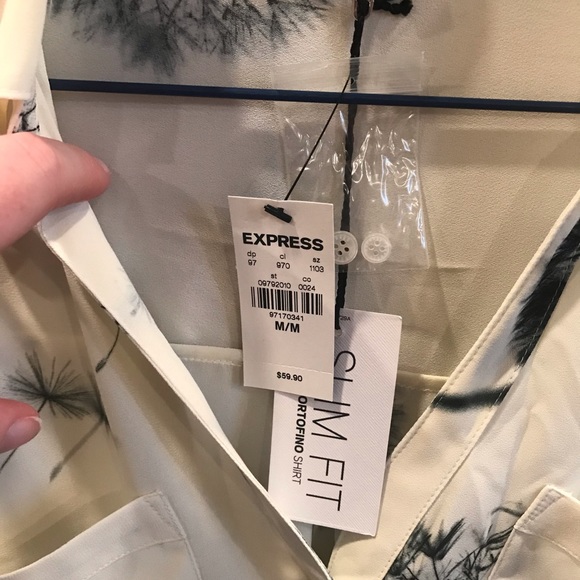 EXPRESS
dp cl sz
97 970 1103
st co
09792010 0024
97170341
M/M
$59.90
SLIM FIT
PORTOFINO SHIRT